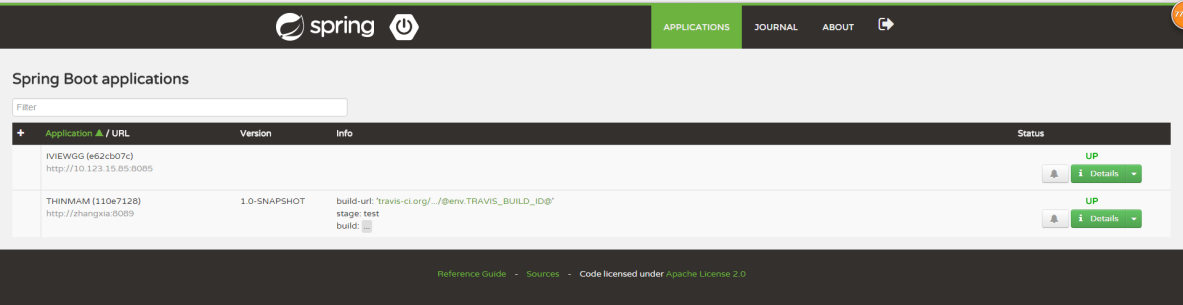 spring APPLICATIONS JOURNAL ABOUT
Spring Boot applications
Filter
+ Application ▲ / URL Version Info Status
IVIEWGG (e62cb07c) UP
http://10.123.15.85:8085
i Details
THINMAM (110e7128) 1.0-SNAPSHOT build-url: 'travis-ci.org/.../@env.TRAVIS_BUILD_ID@' UP
http://zhangxia:8089 stage: test i Details
build: ...
Reference Guide - Sources - Code licensed under Apache License 2.0